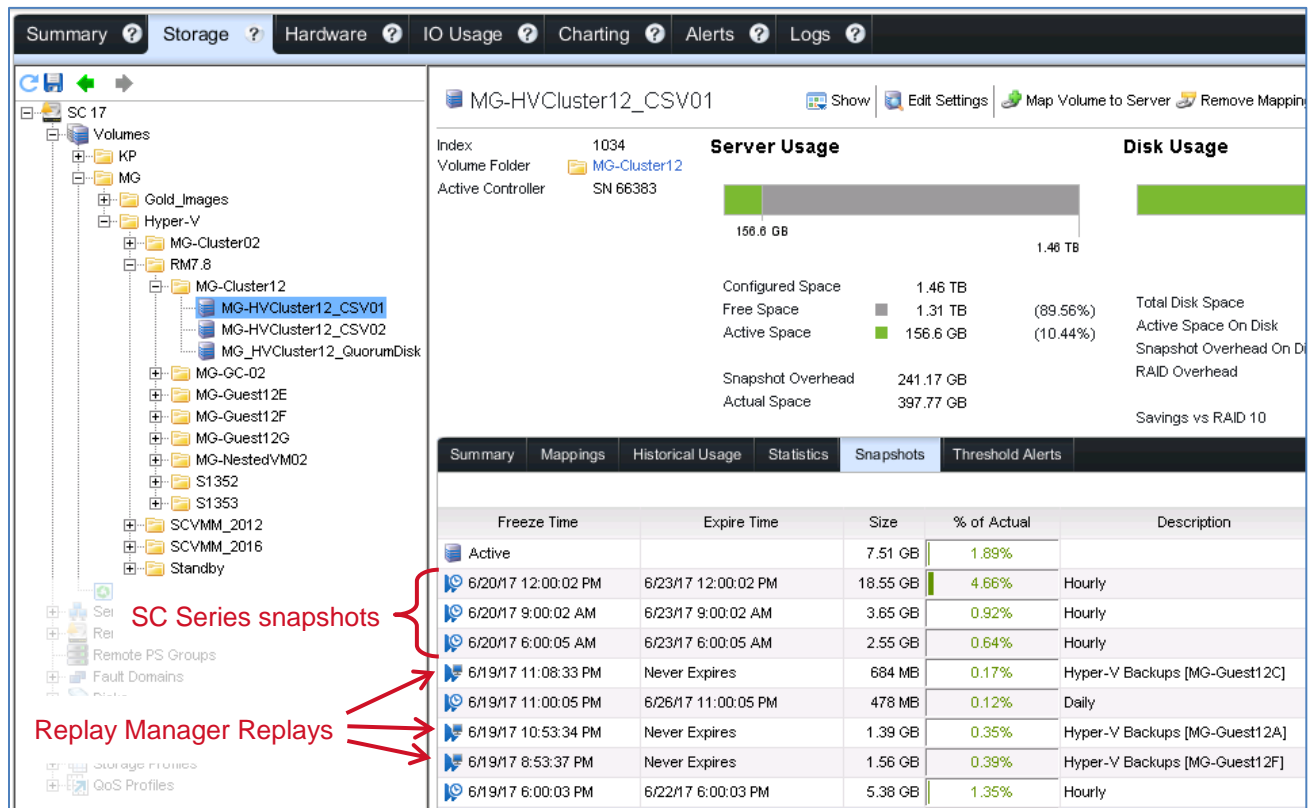 Summary ? Storage ? Hardware ? IO Usage ? Charting ? Alerts ? Logs ?
SC 17
Volumes
KP
MG
Gold_Images
Hyper-V
MG-Cluster02
RM7.8
MG-Cluster12
MG-HVCluster12_CSV01
MG-HVCluster12_CSV02
MG_HVCluster12_QuorumDisk
MG-GC-02
MG-Guest12E
MG-Guest12F
MG-Guest12G
MG-NestedVM02
S1352
S1353
SCVMM_2012
SCVMM_2016
Standby
Ser
Rer
Remote PS Groups
Fault Domains
Storage Profiles
QoS Profiles
SC Series snapshots
Replay Manager Replays
MG-HVCluster12_CSV01 Show Edit Settings Map Volume to Server Remove Mappin
Index 1034
Volume Folder MG-Cluster12
Active Controller SN 66383
Server Usage
156.6 GB
1.46 TB
Configured Space 1.46 TB
Free Space 1.31 TB (89.56%)
Active Space 156.6 GB (10.44%)
Snapshot Overhead 241.17 GB
Actual Space 397.77 GB
Disk Usage
Total Disk Space
Active Space On Disk
Snapshot Overhead On Di
RAID Overhead
Savings vs RAID 10
Summary Mappings Historical Usage Statistics Snapshots Threshold Alerts
Freeze Time Expire Time Size % of Actual Description
Active 7.51 GB 1.89%
6/20/17 12:00:02 PM 6/23/17 12:00:02 PM 18.55 GB 4.66% Hourly
6/20/17 9:00:02 AM 6/23/17 9:00:02 AM 3.65 GB 0.92% Hourly
6/20/17 6:00:05 AM 6/23/17 6:00:05 AM 2.55 GB 0.64% Hourly
6/19/17 11:08:33 PM Never Expires 684 MB 0.17% Hyper-V Backups [MG-Guest12C]
6/19/17 11:00:05 PM 6/26/17 11:00:05 PM 478 MB 0.12% Daily
6/19/17 10:53:34 PM Never Expires 1.39 GB 0.35% Hyper-V Backups [MG-Guest12A]
6/19/17 8:53:37 PM Never Expires 1.56 GB 0.39% Hyper-V Backups [MG-Guest12F]
6/19/17 6:00:03 PM 6/22/17 6:00:03 PM 5.38 GB 1.35% Hourly